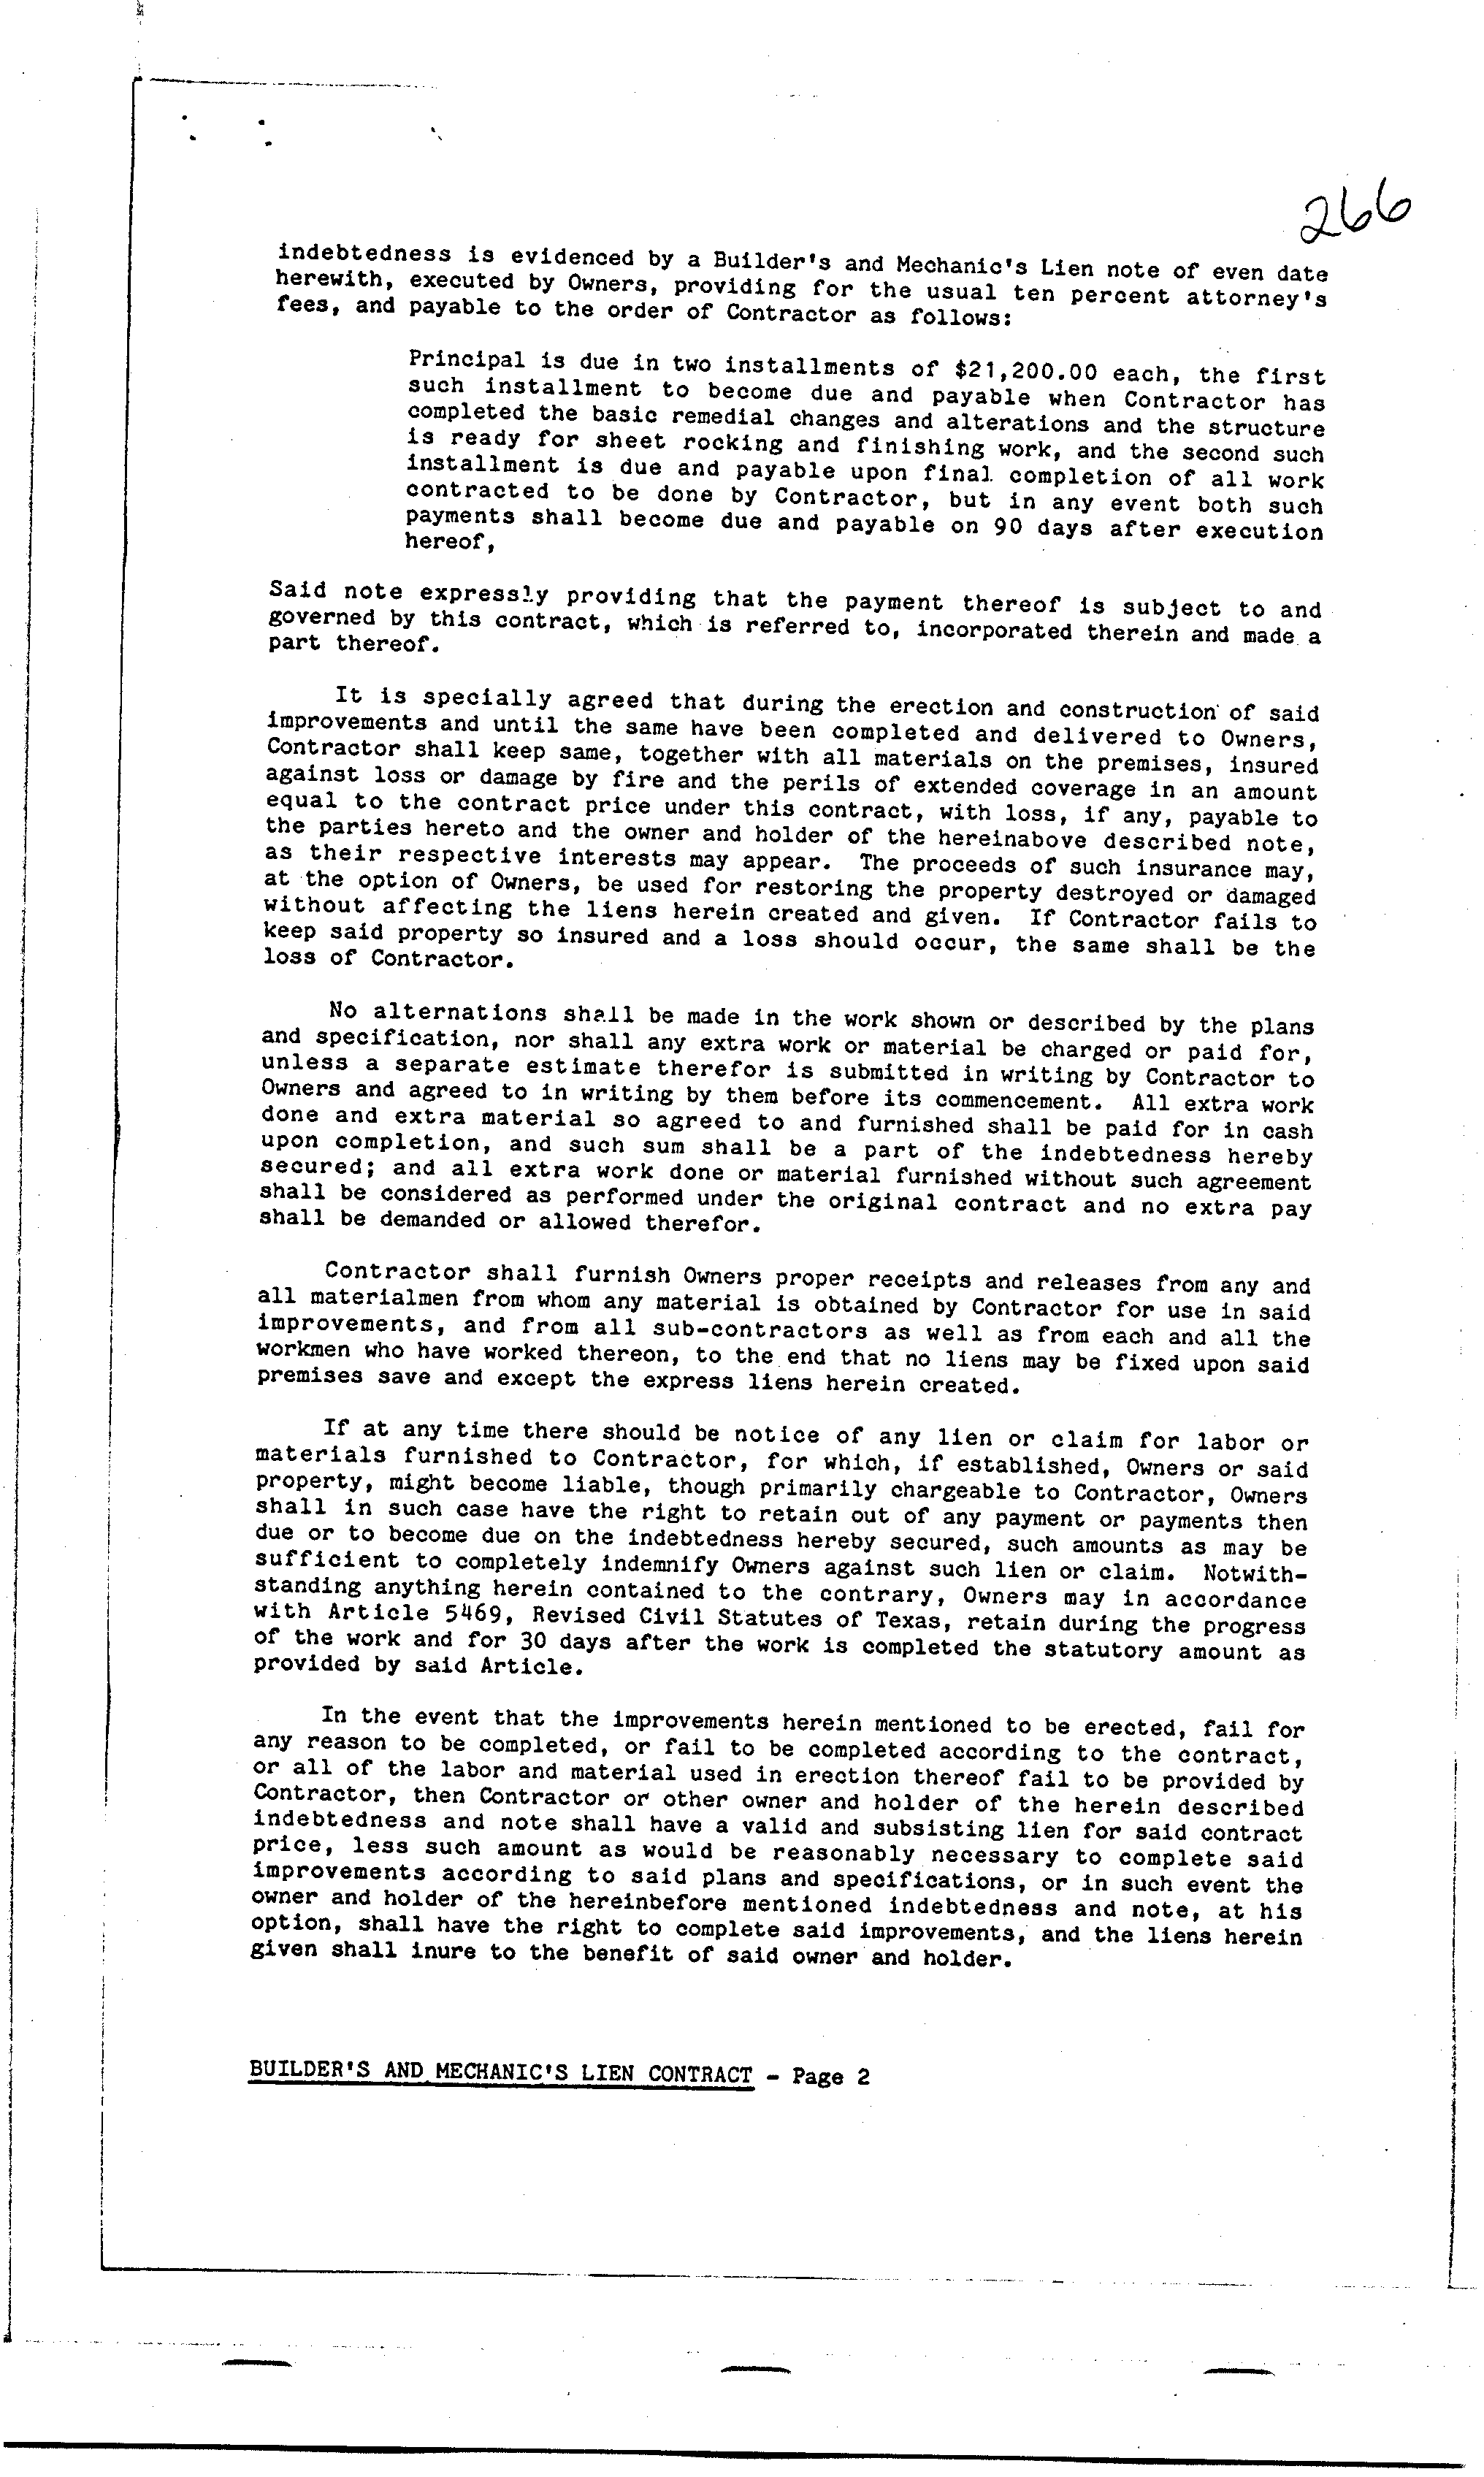 266
indebtedness is evidenced by a Builder's and Mechanic's Lien note of even date
herewith, executed by Owners, providing for the usual ten percent attorney's
fees, and payable to the order of Contractor as follows:
Principal is due in two installments of $21,200.00 each, the first
such installment to become due and payable when Contractor has
completed the basic remedial changes and alterations and the structure
is ready for sheet rocking and finishing work, and the second such
installment is due and payable upon final completion of all work
contracted to be done by Contractor, but in any event both such
payments shall become due and payable on 90 days after execution
hereof,
Said note expressly providing that the payment thereof is subject to and
governed by this contract, which is referred to, incorporated therein and made a
part thereof.
It is specially agreed that during the erection and construction of said
improvements and until the same have been completed and delivered to Owners,
Contractor shall keep same, together with all materials on the premises, insured
against loss or damage by fire and the perils of extended coverage in an amount
equal to the contract price under this contract, with loss, if any, payable to
the parties hereto and the owner and holder of the hereinabove described note,
as their respective interests may appear. The proceeds of such insurance may,
at the option of Owners, be used for restoring the property destroyed or damaged
without affecting the liens herein created and given. If Contractor fails to
keep said property so insured and a loss should occur, the same shall be the
loss of Contractor.
No alternations shall be made in the work shown or described by the plans
and specification, nor shall any extra work or material be charged or paid for,
unless a separate estimate therefor is submitted in writing by Contractor to
Owners and agreed to in writing by them before its commencement. All extra work
done and extra material so agreed to and furnished shall be paid for in cash
upon completion, and such sum shall be a part of the indebtedness hereby
secured; and all extra work done or material furnished without such agreement
shall be considered as performed under the original contract and no extra pay
shall be demanded or allowed therefor.
Contractor shall furnish Owners proper receipts and releases from any and
all materialmen from whom any material is obtained by Contractor for use in said
improvements, and from all sub-contractors as well as from each and all the
workmen who have worked thereon, to the end that no liens may be fixed upon said
premises save and except the express liens herein created.
If at any time there should be notice of any lien or claim for labor or
materials furnished to Contractor, for which, if established, Owners or said
property, might become liable, though primarily chargeable to Contractor, Owners
shall in such case have the right to retain out of any payment or payments then
due or to become due on the indebtedness hereby secured, such amounts as may be
sufficient to completely indemnify Owners against such lien or claim. Notwith-
standing anything herein contained to the contrary, Owners may in accordance
with Article 5469, Revised Civil Statutes of Texas, retain during the progress
of the work and for 30 days after the work is completed the statutory amount as
provided by said Article.
In the event that the improvements herein mentioned to be erected, fail for
any reason to be completed, or fail to be completed according to the contract,
or all of the labor and material used in erection thereof fail to be provided by
Contractor, then Contractor or other owner and holder of the herein described
indebtedness and note shall have a valid and subsisting lien for said contract
price, less such amount as would be reasonably necessary to complete said
improvements according to said plans and specifications, or in such event the
owner and holder of the hereinbefore mentioned indebtedness and note, at his
option, shall have the right to complete said improvements, and the liens herein
given shall inure to the benefit of said owner and holder.
BUILDER'S AND MECHANIC'S LIEN CONTRACT - Page 2